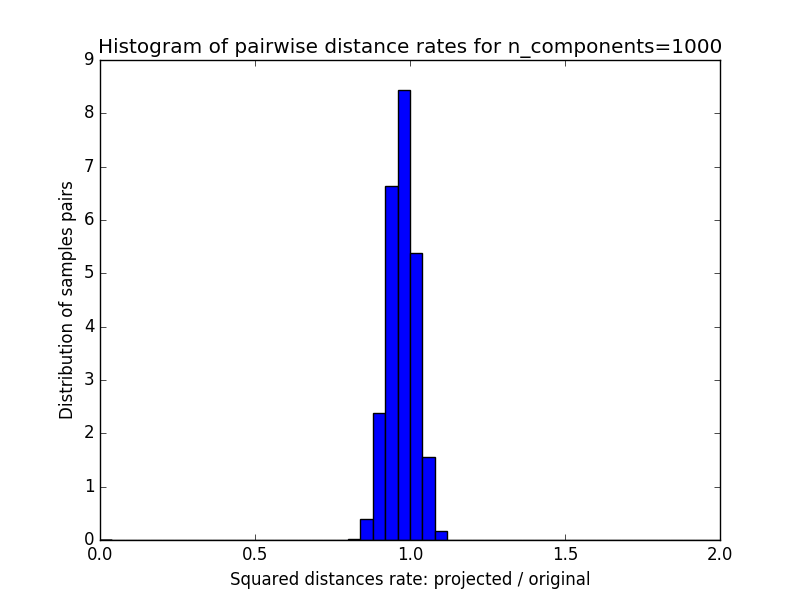 Histogram of pairwise distance rates for n_components=1000
9
8
7
6
5
4
3
2
1
0
Distribution of samples pairs
0.0 0.5 1.0 1.5 2.0
Squared distances rate: projected / original